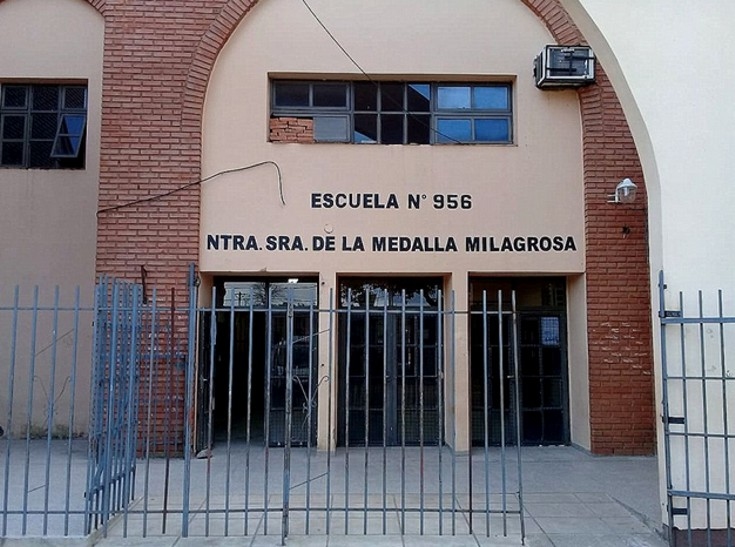 ESCUELA N° 956
NTRA. SRA. DE LA MEDALLA MILAGROSA